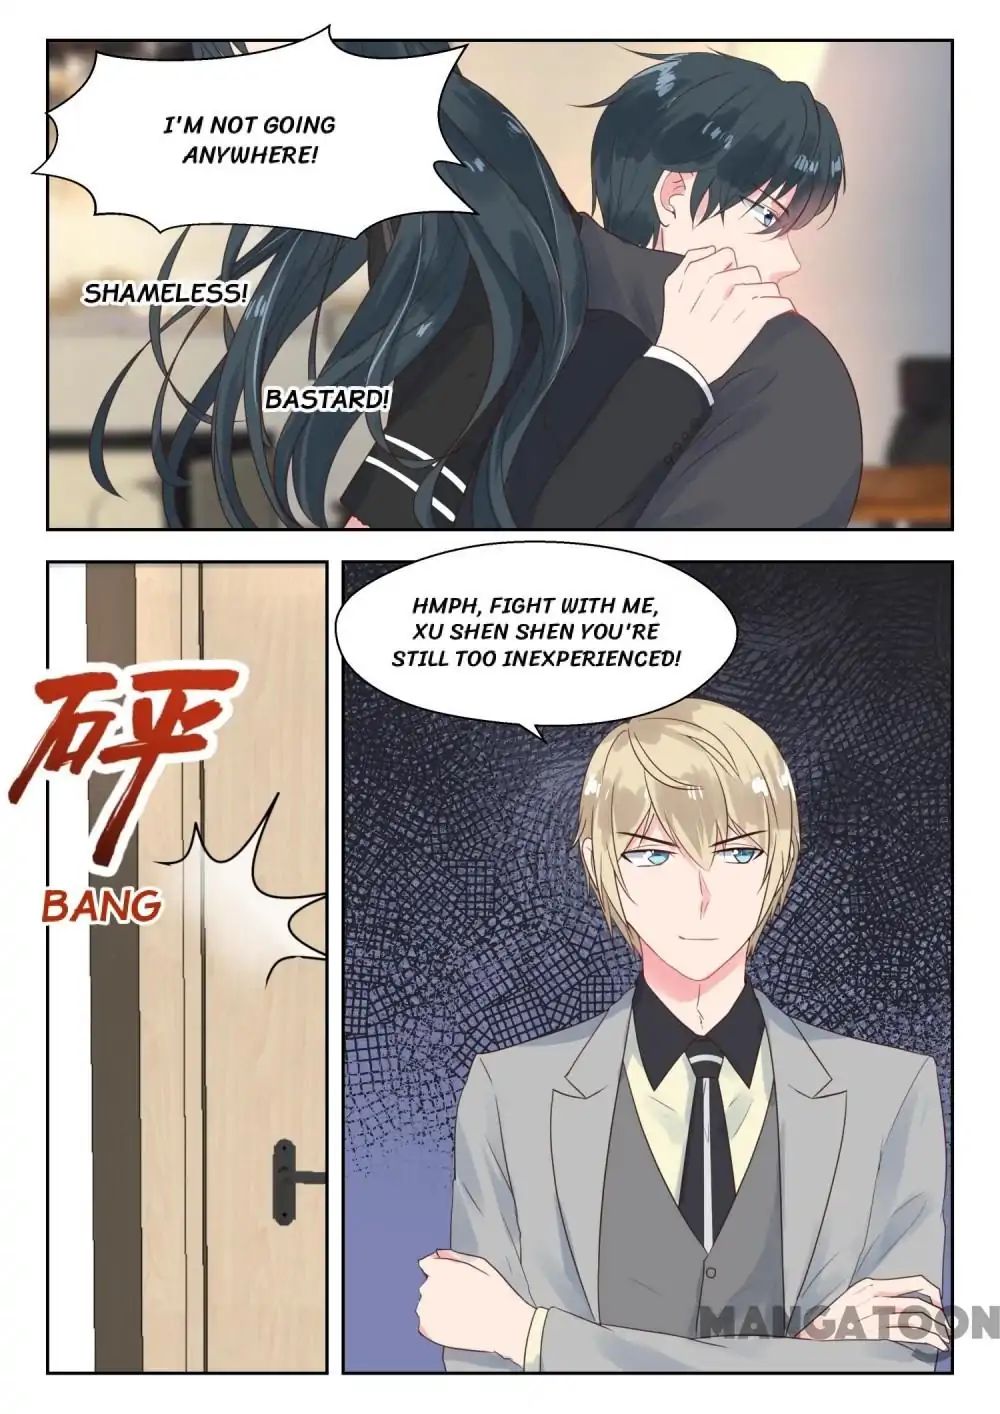 I'M NOT GOING
ANYWHERE!
SHAMELESS!
BASTARD!
砰
BANG
HMPH, FIGHT WITH ME,
XU SHEN SHEN YOU'RE
STILL TOO INEXPERIENCED!
MANGATOON